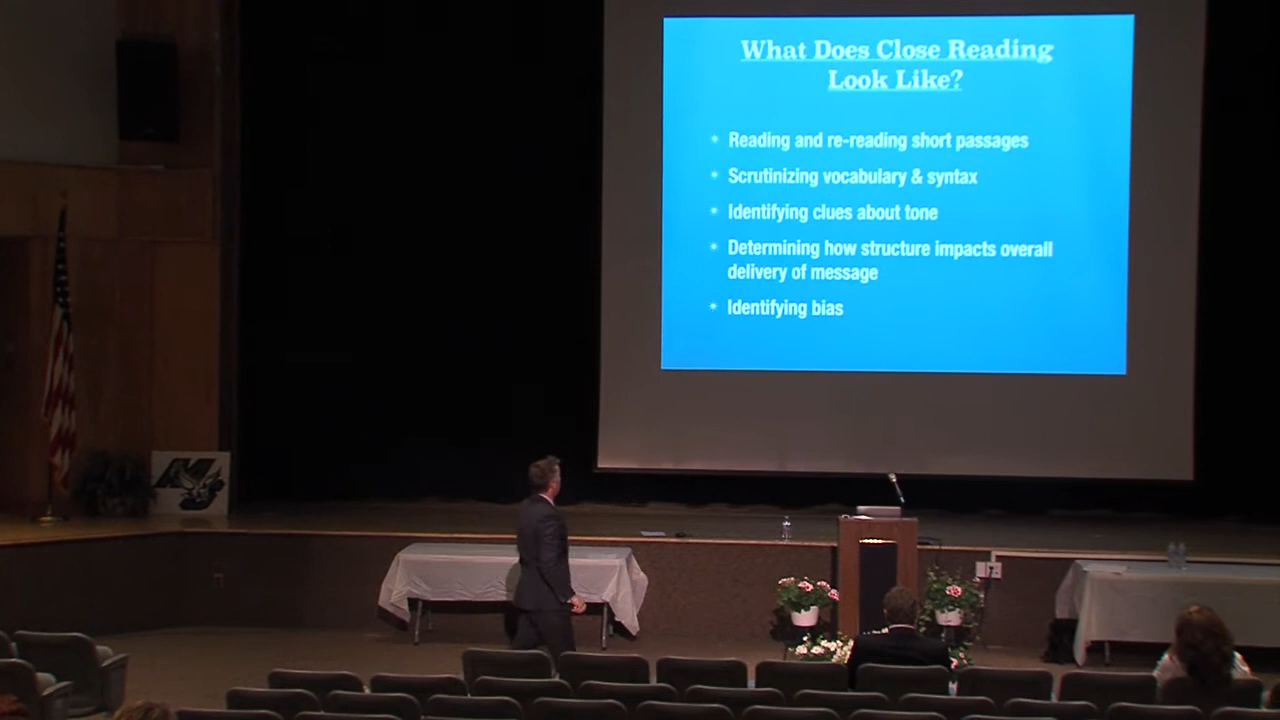 What Does Close Reading
Look Like?
Reading and re-reading short passages
Scrutinizing vocabulary & syntax
Identifying clues about tone
Determining how structure impacts overall
delivery of message
Identifying bias